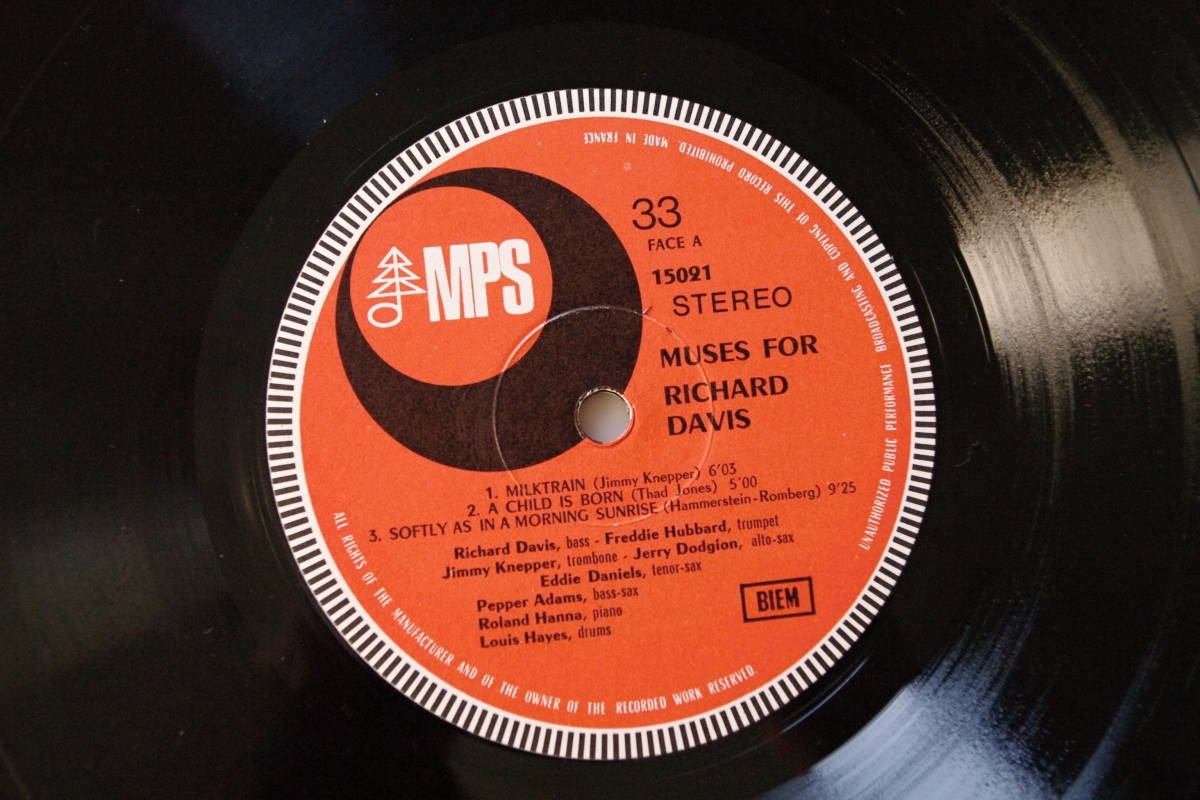 MPS
33
FACE A
15021
STEREO
MUSES FOR
RICHARD
DAVIS
1. MILKTRAIN (Jimmy Knepper) 6'03
2. A CHILD IS BORN (Thad Jones) 5'00
3. SOFTLY AS IN A MORNING SUNRISE (Hammerstein-Romberg) 9'25
Richard Davis, bass - Freddie Hubbard, trumpet
Jimmy Knepper, trombone - Jerry Dodgion, alto-sax
Eddie Daniels, tenor-sax
Pepper Adams, bass-sax
Roland Hanna, piano
Louis Hayes, drums
BIEM
ALL RIGHTS OF THE MANUFACTURER AND OF THE OWNER OF THE RECORDED WORK RESERVED.
UNAUTHORIZED PUBLIC PERFORMANCE BROADCASTING AND COPYING OF THIS RECORD PROHIBITED. MADE IN FRANCE